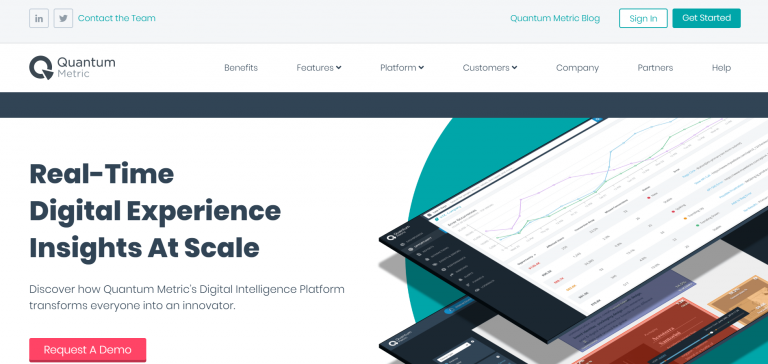 Contact the Team
Quantum Metric Blog
Sign In
Get Started
Quantum
Metric
Benefits
Features
Platform
Customers
Company
Partners
Help
Real-Time
Digital Experience
Insights At Scale
Discover how Quantum Metric's Digital Intelligence Platform
transforms everyone into an innovator.
Request A Demo